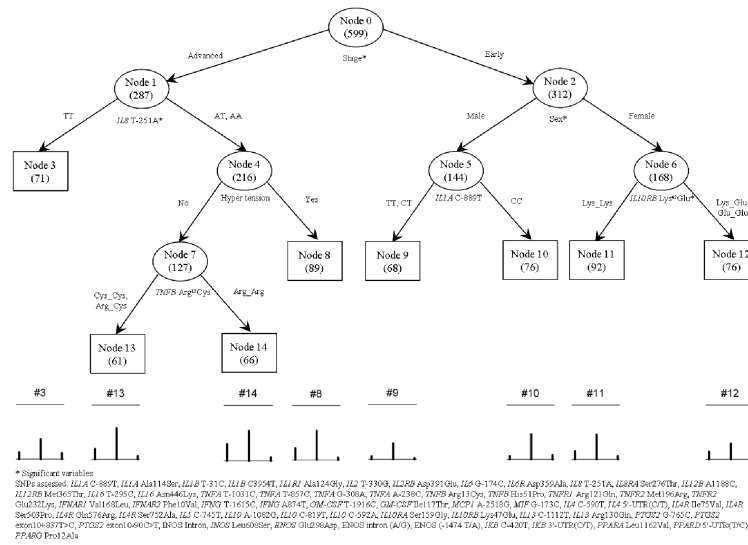 Node 0
(599)
Advanced
Early
Stage*
Node 1
(287)
Node 2
(312)
TT
IL8 T-251A*
AT, AA
Male
Sex*
Female
Node 3
(71)
Node 4
(216)
Node 5
(144)
Node 6
(168)
No
Hyper tension
Yes
TT, CT
IL1A C-889T
CC
Lys_Lys
IL10RB Lys⁴⁷Glu*
Lys_Glu,
Glu_Glu
Node 7
(127)
Node 8
(89)
Node 9
(68)
Node 10
(76)
Node 11
(92)
Node 12
(76)
Cys_Cys,
Arg_Cys
TNFB Arg¹³Cys
Arg_Arg
Node 13
(61)
Node 14
(66)
#3 #13 #14 #8 #9 #10 #11 #12
* Significant variables
SNPs assessed: IL1A C-889T, IL1A Ala114Ser, IL1B T-31C, IL1B C3954T, IL1R1 Ala124Gly, IL2 T-330G, IL2RB Asp391Glu, IL6 G-174C, IL6R Asp359Ala, IL8 T-251A, IL8RA Ser276Thr, IL12B A1188C,
IL12RB Met365Thr, IL16 T-295C, IL16 Asn446Lys, TNFA T-1031C, TNFA T-857C, TNFA G-308A, TNFA A-238C, TNFB Arg13Cys, TNFB His51Pro, TNFR1 Arg121Gln, TNFR2 Met196Arg, TNFR2
Glu232Lys, IFNAR1 Val168Leu, IFNAR2 Phe10Val, IFNG T-1615C, IFNG A874T, GM-CSF T-1916C, GM-CSF Ile117Thr, MCP1 A-2518G, MIF G-173C, IL4 C-590T, IL4 5'-UTR(C/T), IL4R Ile75Val, IL4R
Ser503Pro, IL4R Gln576Arg, IL4R Ser752Ala, IL5 C-745T, IL10 A-1082G, IL10 C-819T, IL10 C-592A, IL10RA Ser159Gly, IL10RB Lys47Glu, IL13 C-1112T, IL13 Arg130Gln, PTGS2 G-765C, PTGS2
exon10+837T>C, PTGS2 exon10-90C>T, INOS Intron, INOS Leu608Ser, ENOS Glu298Asp, ENOS intron (A/G), ENOS (-1474 T/A), IKB C-420T, IKB 3'-UTR(C/T), PPARA Leu1162Val, PPARD 5'-UTR(T/C)
PPARG Pro12Ala